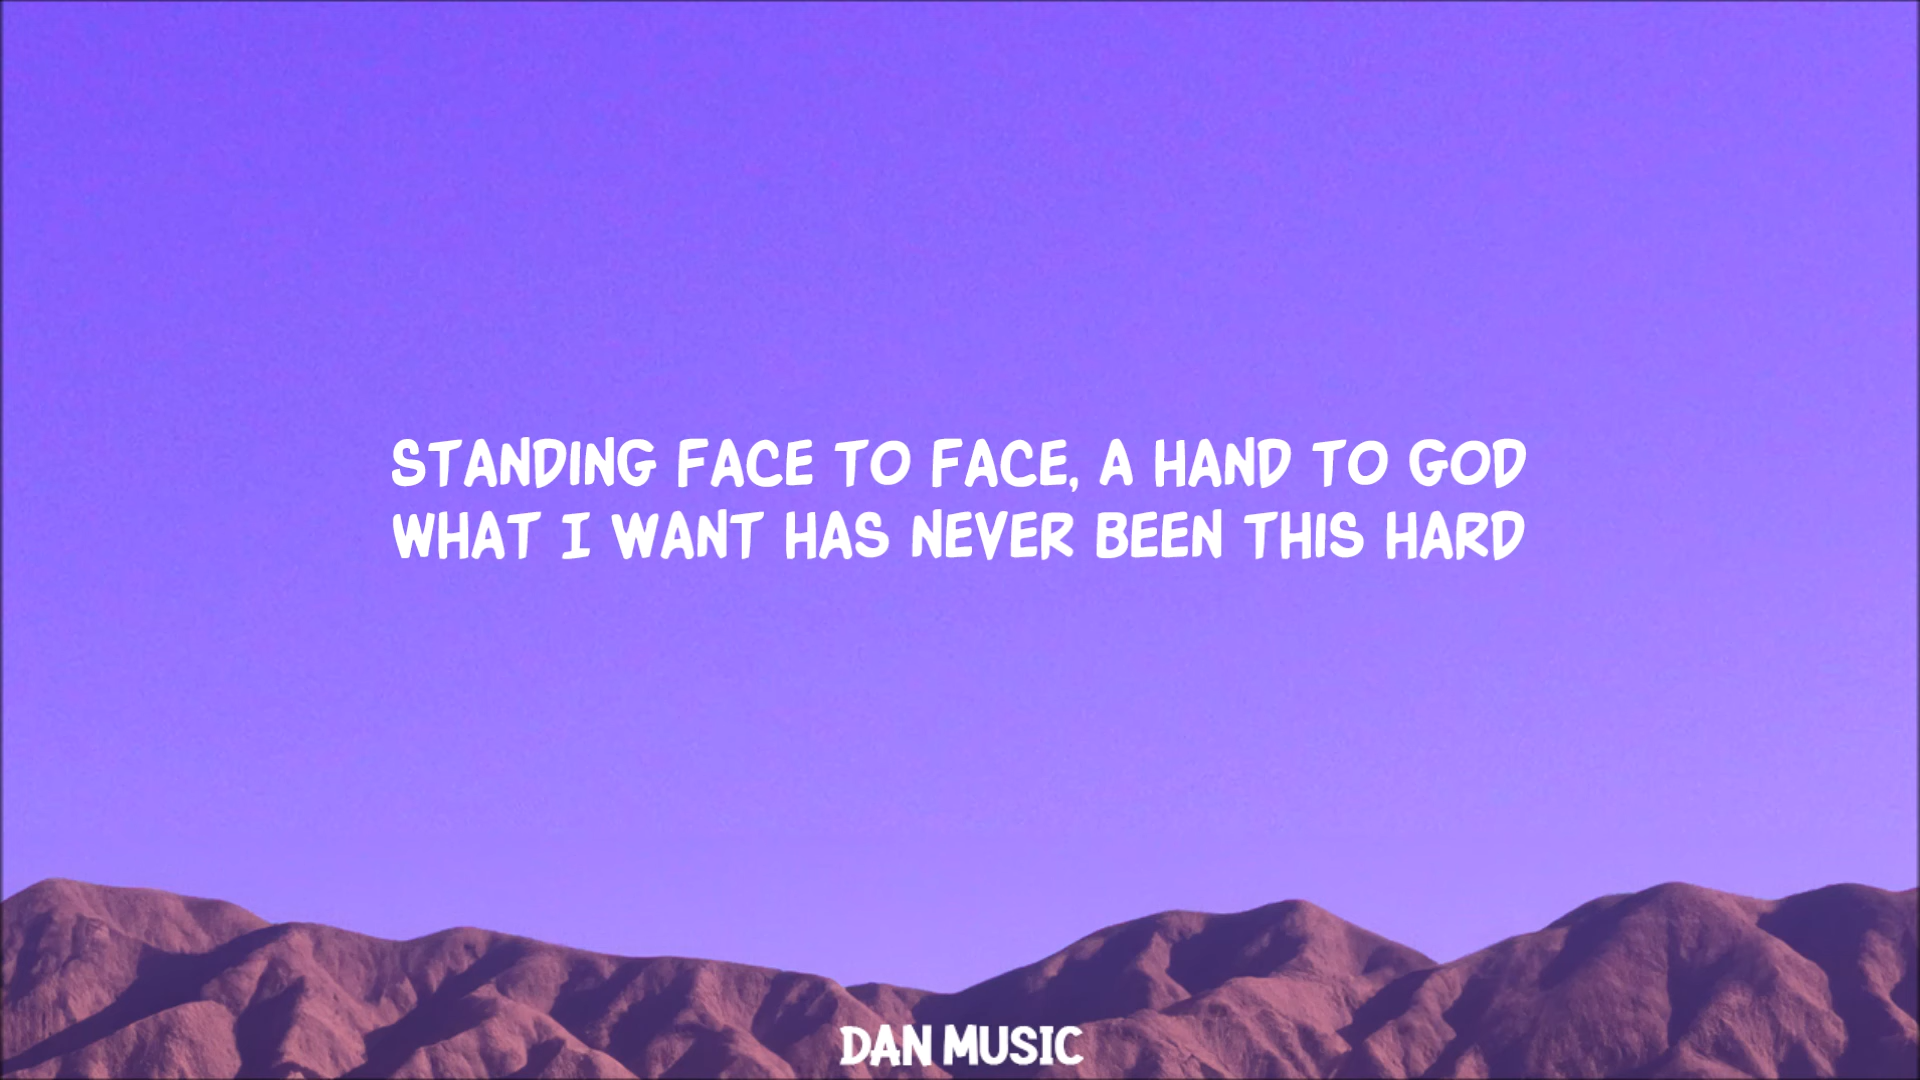 STANDING FACE TO FACE, A HAND TO GOD
WHAT I WANT HAS NEVER BEEN THIS HARD
DAN MUSIC